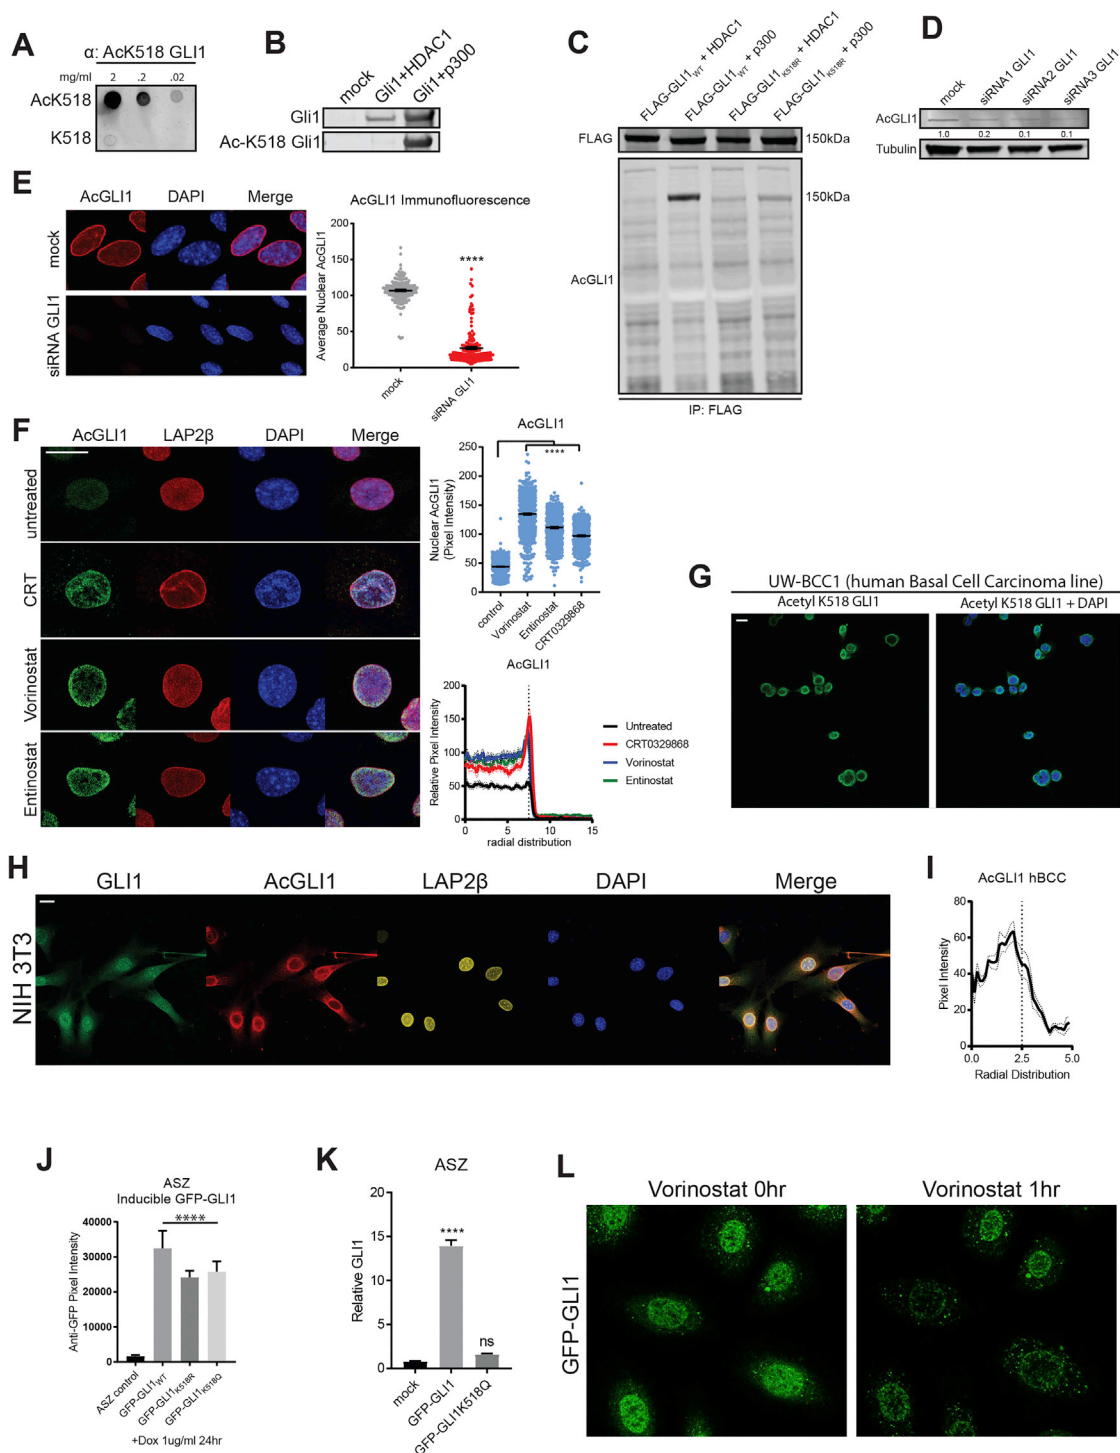 A
α: AcK518 GLI1
mg/ml 2 .2 .02
AcK518
K518
B
mock Gli1+HDAC1 Gli1+p300
Gli1
Ac-K518 Gli1
C
FLAG-GLI1WT + HDAC1
FLAG-GLI1WT + p300
FLAG-GLI1K518R + HDAC1
FLAG-GLI1K518R + p300
FLAG 150kDa
150kDa
AcGLI1
IP: FLAG
D
mock siRNA1 GLI1 siRNA2 GLI1 siRNA3 GLI1
AcGLI1
1.0 0.2 0.1 0.1
Tubulin
E
AcGLI1 DAPI Merge
mock
siRNA GLI1
AcGLI1 Immunofluorescence
Average Nuclear AcGLI1
200
150
100
50
0
****
mock siRNA GLI1
F
AcGLI1 LAP2β DAPI Merge
untreated
CRT
Vorinostat
Entinostat
AcGLI1
Nuclear AcGLI1
(Pixel Intensity)
250
200
150
100
50
0
****
control Vorinostat Entinostat CRT0329868
AcGLI1
Relative Pixel Intensity
200
150
100
50
0
0 5 10 15
radial distribution
Untreated
CRT0329868
Vorinostat
Entinostat
G
UW-BCC1 (human Basal Cell Carcinoma line)
Acetyl K518 GLI1 Acetyl K518 GLI1 + DAPI
H
GLI1 AcGLI1 LAP2β DAPI Merge
NIH 3T3
I
AcGLI1 hBCC
Pixel Intensity
80
60
40
20
0
0.0 2.5 5.0
Radial Distribution
J
ASZ
Inducible GFP-GLI1
Anti-GFP Pixel Intensity
40000
30000
20000
10000
0
****
ASZ control GFP-GLI1WT GFP-GLI1K518R GFP-GLI1K518Q
+Dox 1ug/ml 24hr
K
ASZ
Relative GLI1
20
15
10
5
0
****
ns
mock GFP-GLI1 GFP-GLI1K518Q
L
Vorinostat 0hr Vorinostat 1hr
GFP-GLI1